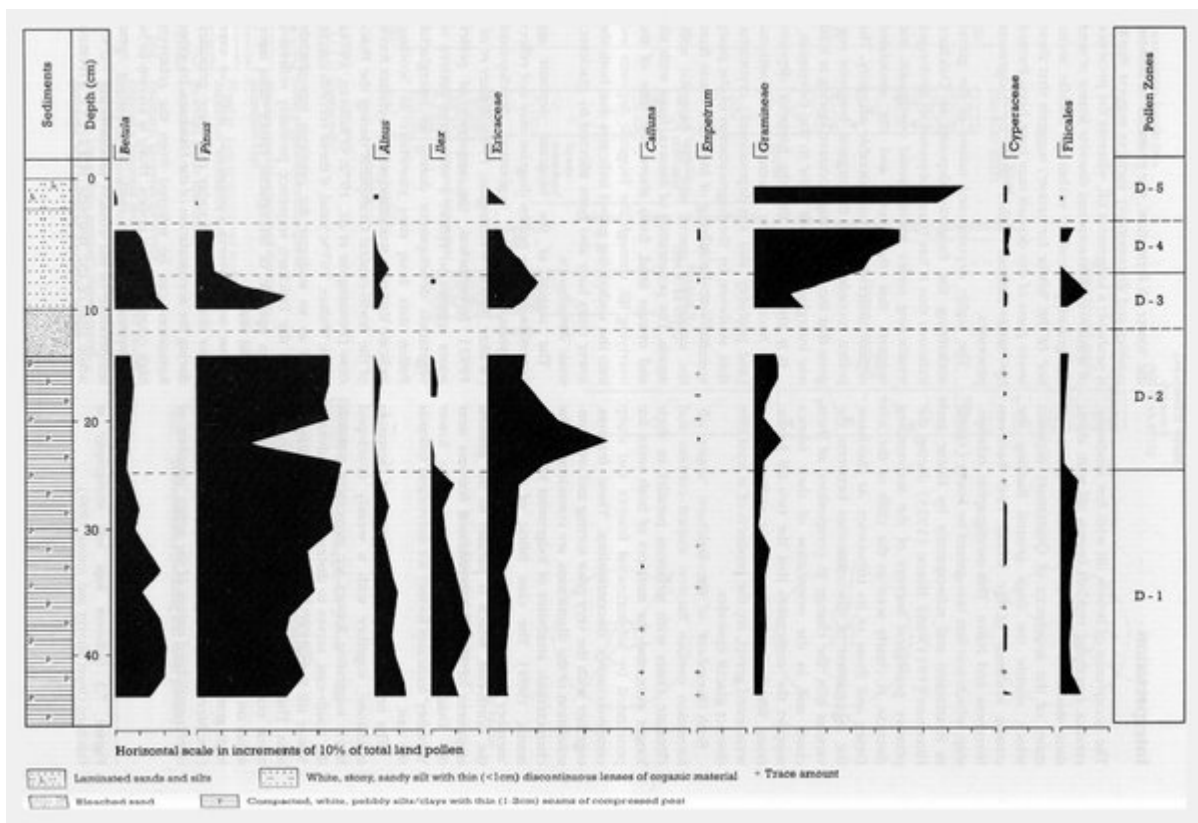 Sediments
Depth (cm)
Betula
Pinus
Alnus
Ilex
Ericaceae
Calluna
Empetrum
Gramineae
Cyperaceae
Filicales
Pollen Zones
0
10
20
30
40
D - 5
D - 4
D - 3
D - 2
D - 1
Horizontal scale in increments of 10% of total land pollen
Laminated sands and silts
White, stony, sandy silt with thin (<1cm) discontinuous lenses of organic material
+ Trace amount
Bleached sand
P
Compacted, white, pebbly silts/clays with thin (1-2cm) seams of compressed peat